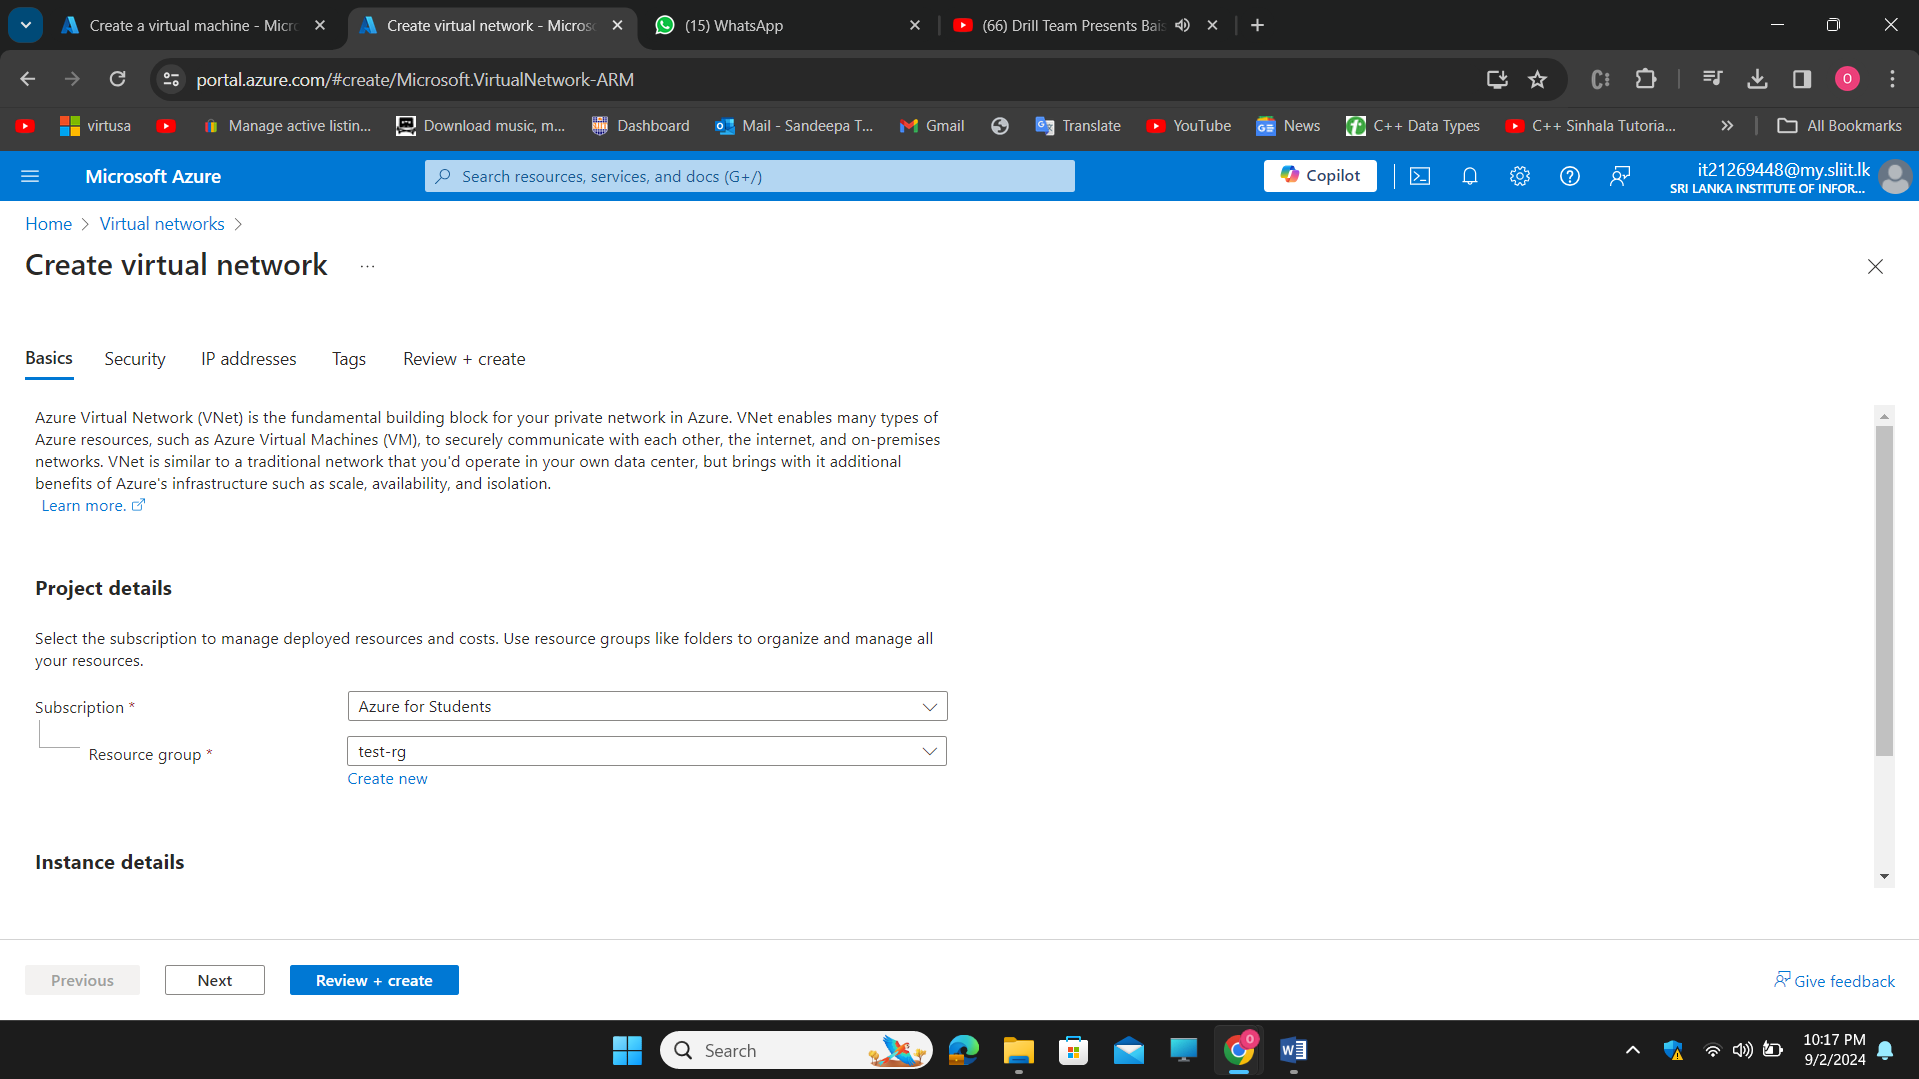 Create a virtual machine - Micr
Create virtual network - Micros
(15) WhatsApp
(66) Drill Team Presents Bais
portal.azure.com/#create/Microsoft.VirtualNetwork-ARM
O
virtusa
Manage active listin...
Download music, m...
Dashboard
Mail - Sandeepa T...
Gmail
Translate
YouTube
News
C++ Data Types
C++ Sinhala Tutoria...
All Bookmarks
Microsoft Azure
Search resources, services, and docs (G+/)
Copilot
it21269448@my.sliit.lk
SRI LANKA INSTITUTE OF INFOR...
Home > Virtual networks >
Create virtual network ...
Basics
Security
IP addresses
Tags
Review + create
Azure Virtual Network (VNet) is the fundamental building block for your private network in Azure. VNet enables many types of
Azure resources, such as Azure Virtual Machines (VM), to securely communicate with each other, the internet, and on-premises
networks. VNet is similar to a traditional network that you'd operate in your own data center, but brings with it additional
benefits of Azure's infrastructure such as scale, availability, and isolation.
Learn more.
Project details
Select the subscription to manage deployed resources and costs. Use resource groups like folders to organize and manage all
your resources.
Subscription *
Azure for Students
Resource group *
test-rg
Create new
Instance details
Previous
Next
Review + create
Give feedback
Search
0
10:17 PM
9/2/2024